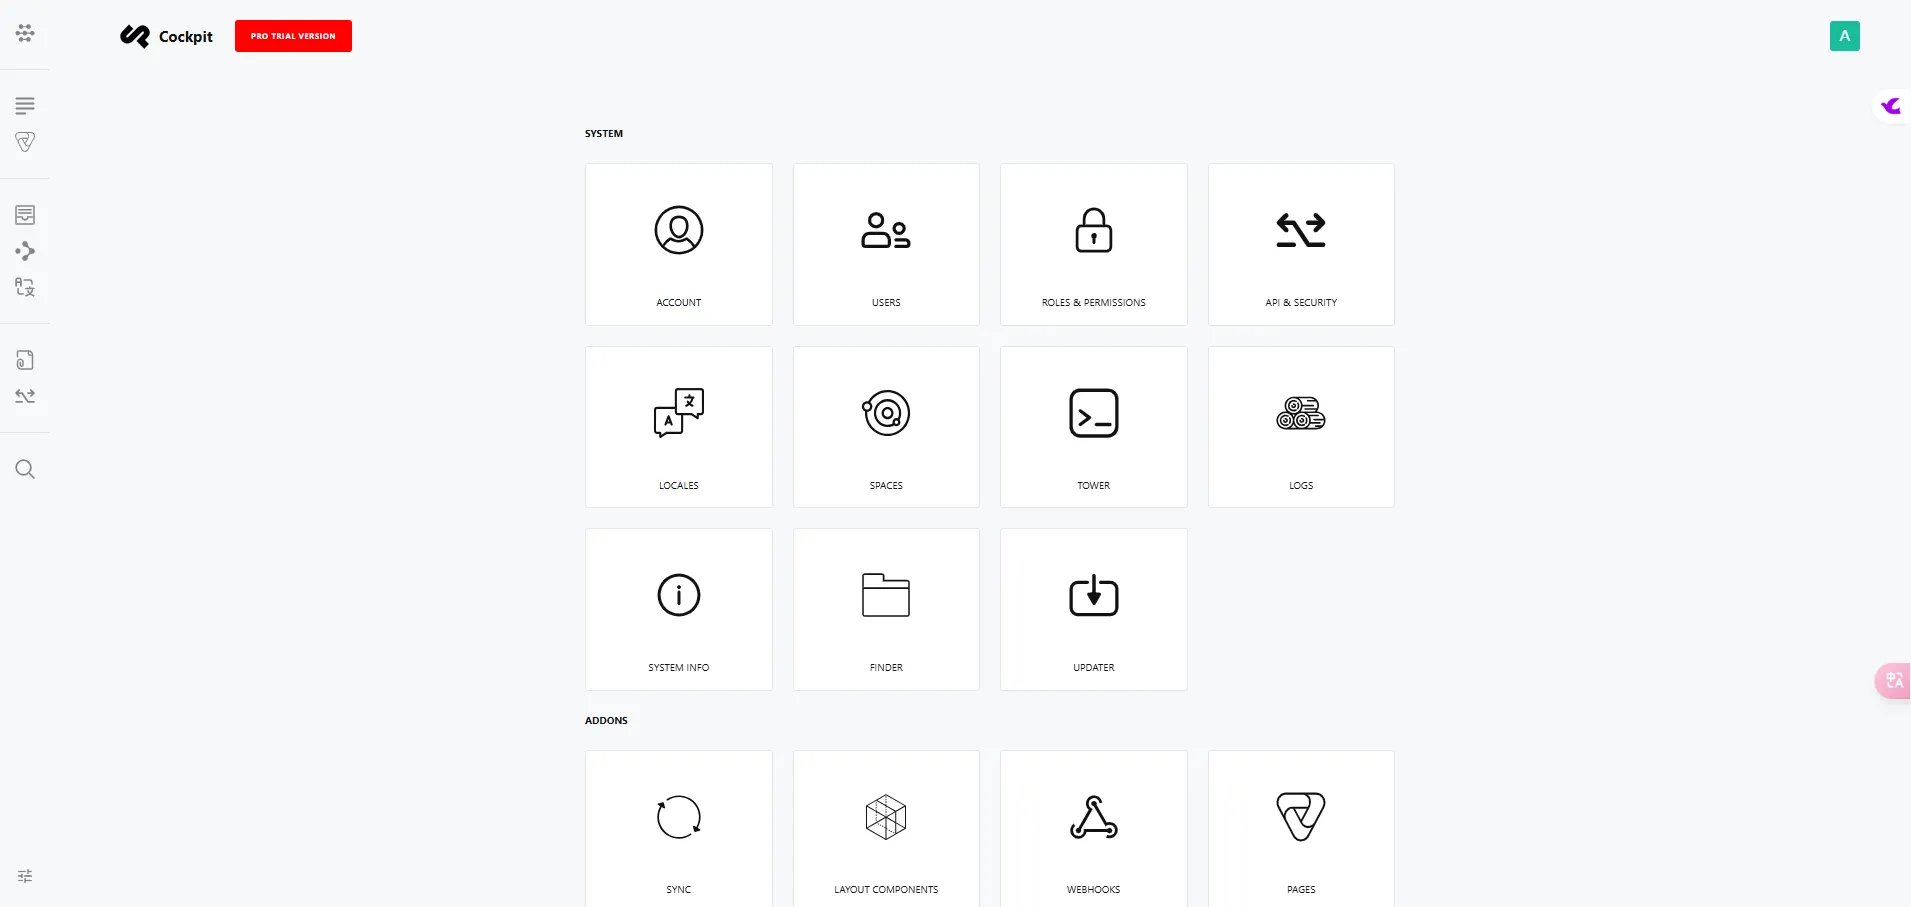 Cockpit
PRO TRIAL VERSION
A
SYSTEM
ACCOUNT
USERS
ROLES & PERMISSIONS
API & SECURITY
文
A
LOCALES
SPACES
TOWER
LOGS
SYSTEM INFO
FINDER
UPDATER
ADDONS
SYNC
LAYOUT COMPONENTS
WEBHOOKS
PAGES